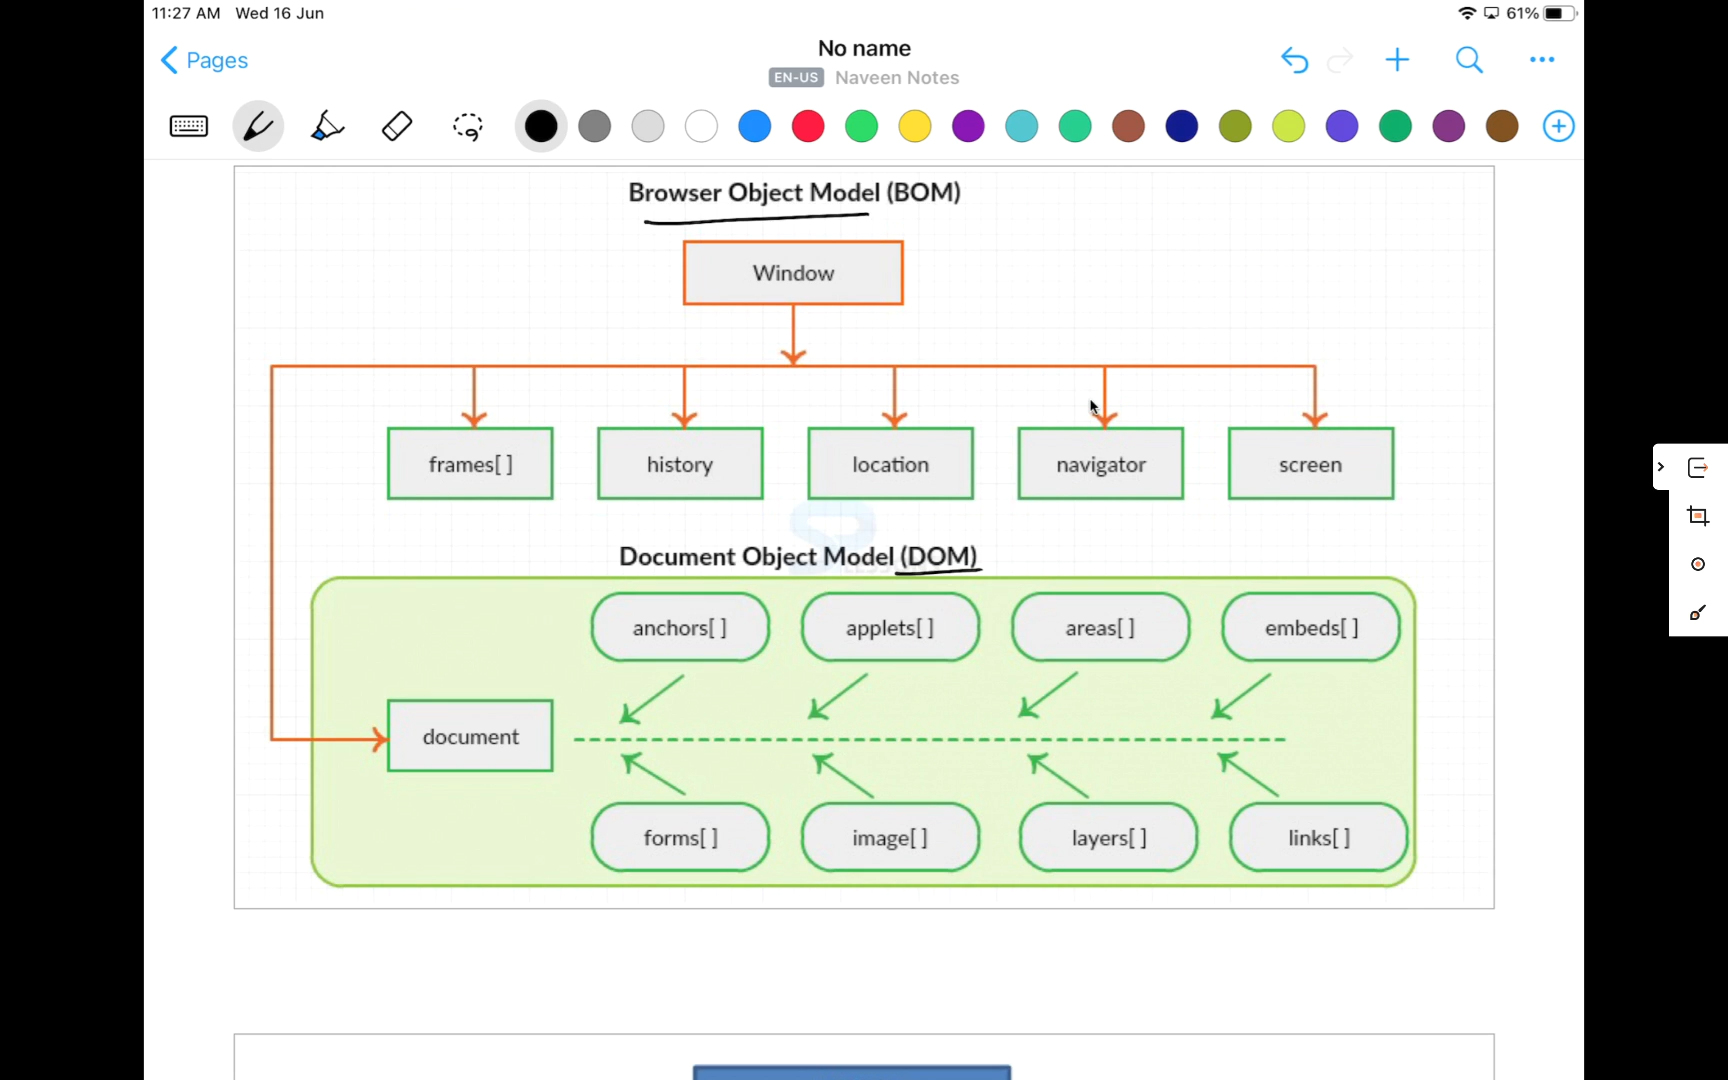 11:27 AM Wed 16 Jun
61%
Pages
No name
EN-US Naveen Notes
Browser Object Model (BOM)
Window
frames[ ] history location navigator screen
Document Object Model (DOM)
anchors[ ] applets[ ] areas[ ] embeds[ ]
document
forms[ ] image[ ] layers[ ] links[ ]